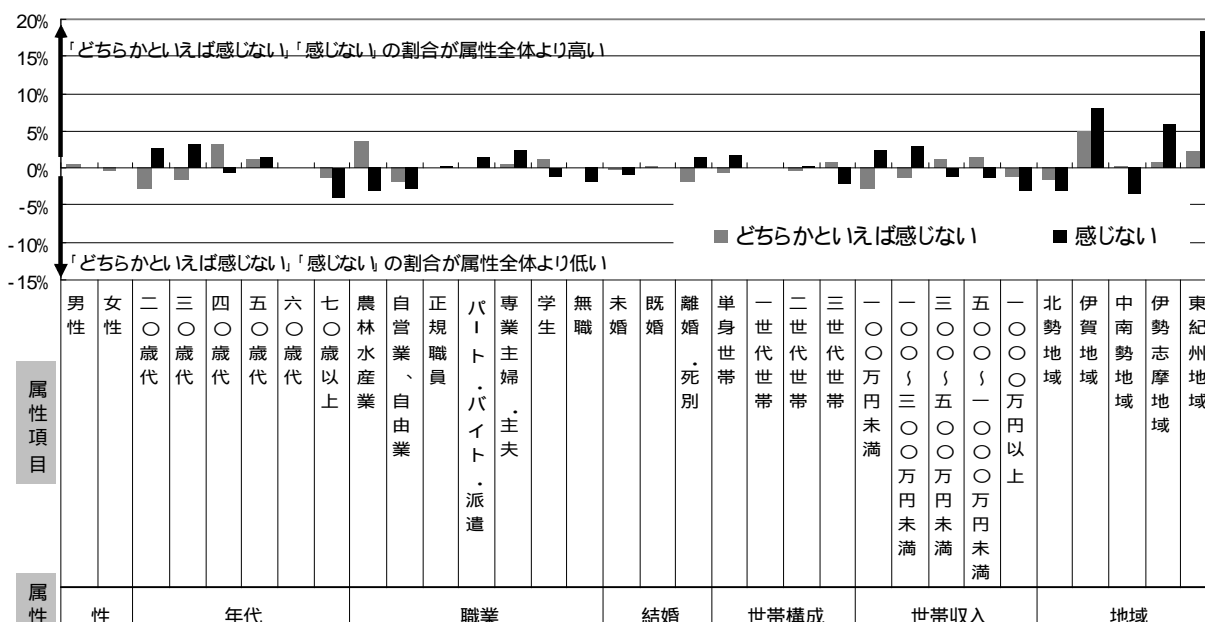 20%
15%
10%
5%
0%
-5%
-10%
-15%
「どちらかといえば感じない」「感じない」の割合が属性全体より高い
どちらかといえば感じない
感じない
「どちらかといえば感じない」「感じない」の割合が属性全体より低い
属性項目
男性
女性
二〇歳代
三〇歳代
四〇歳代
五〇歳代
六〇歳代
七〇歳以上
農林水産業
自営業、自由業
正規職員
パート・バイト・派遣
専業主婦・主夫
学生
無職
未婚
既婚
離婚・死別
単身世帯
一世代世帯
二世代世帯
三世代世帯
一〇〇万円未満
一〇〇～三〇〇万円未満
三〇〇～五〇〇万円未満
五〇〇～一〇〇〇万円未満
一〇〇〇万円以上
北勢地域
伊賀地域
中南勢地域
伊勢志摩地域
東紀州地域
属性
性
年代
職業
結婚
世帯構成
世帯収入
地域